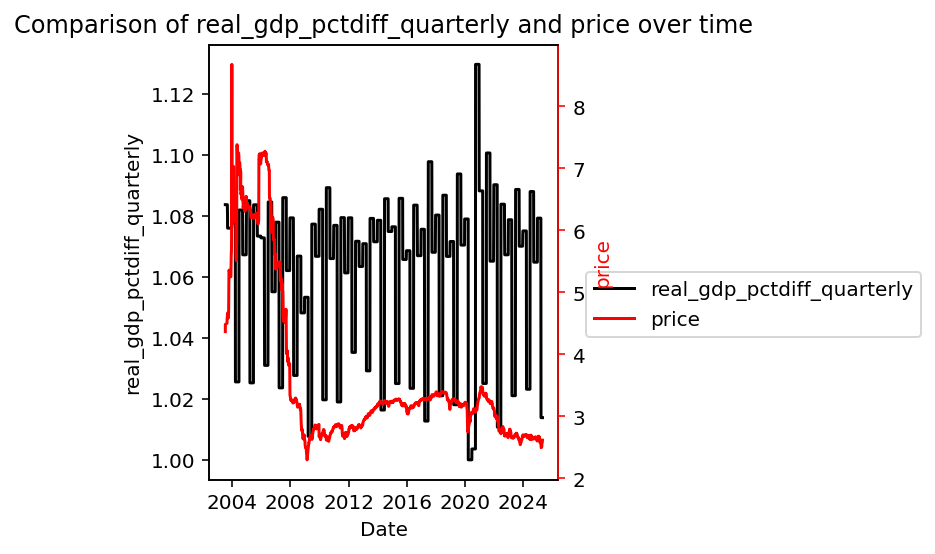 Comparison of real_gdp_pctdiff_quarterly and price over time
real_gdp_pctdiff_quarterly
1.12
1.10
1.08
1.06
1.04
1.02
1.00
8
7
6
5
4
3
2
price
real_gdp_pctdiff_quarterly
price
2004 2008 2012 2016 2020 2024
Date